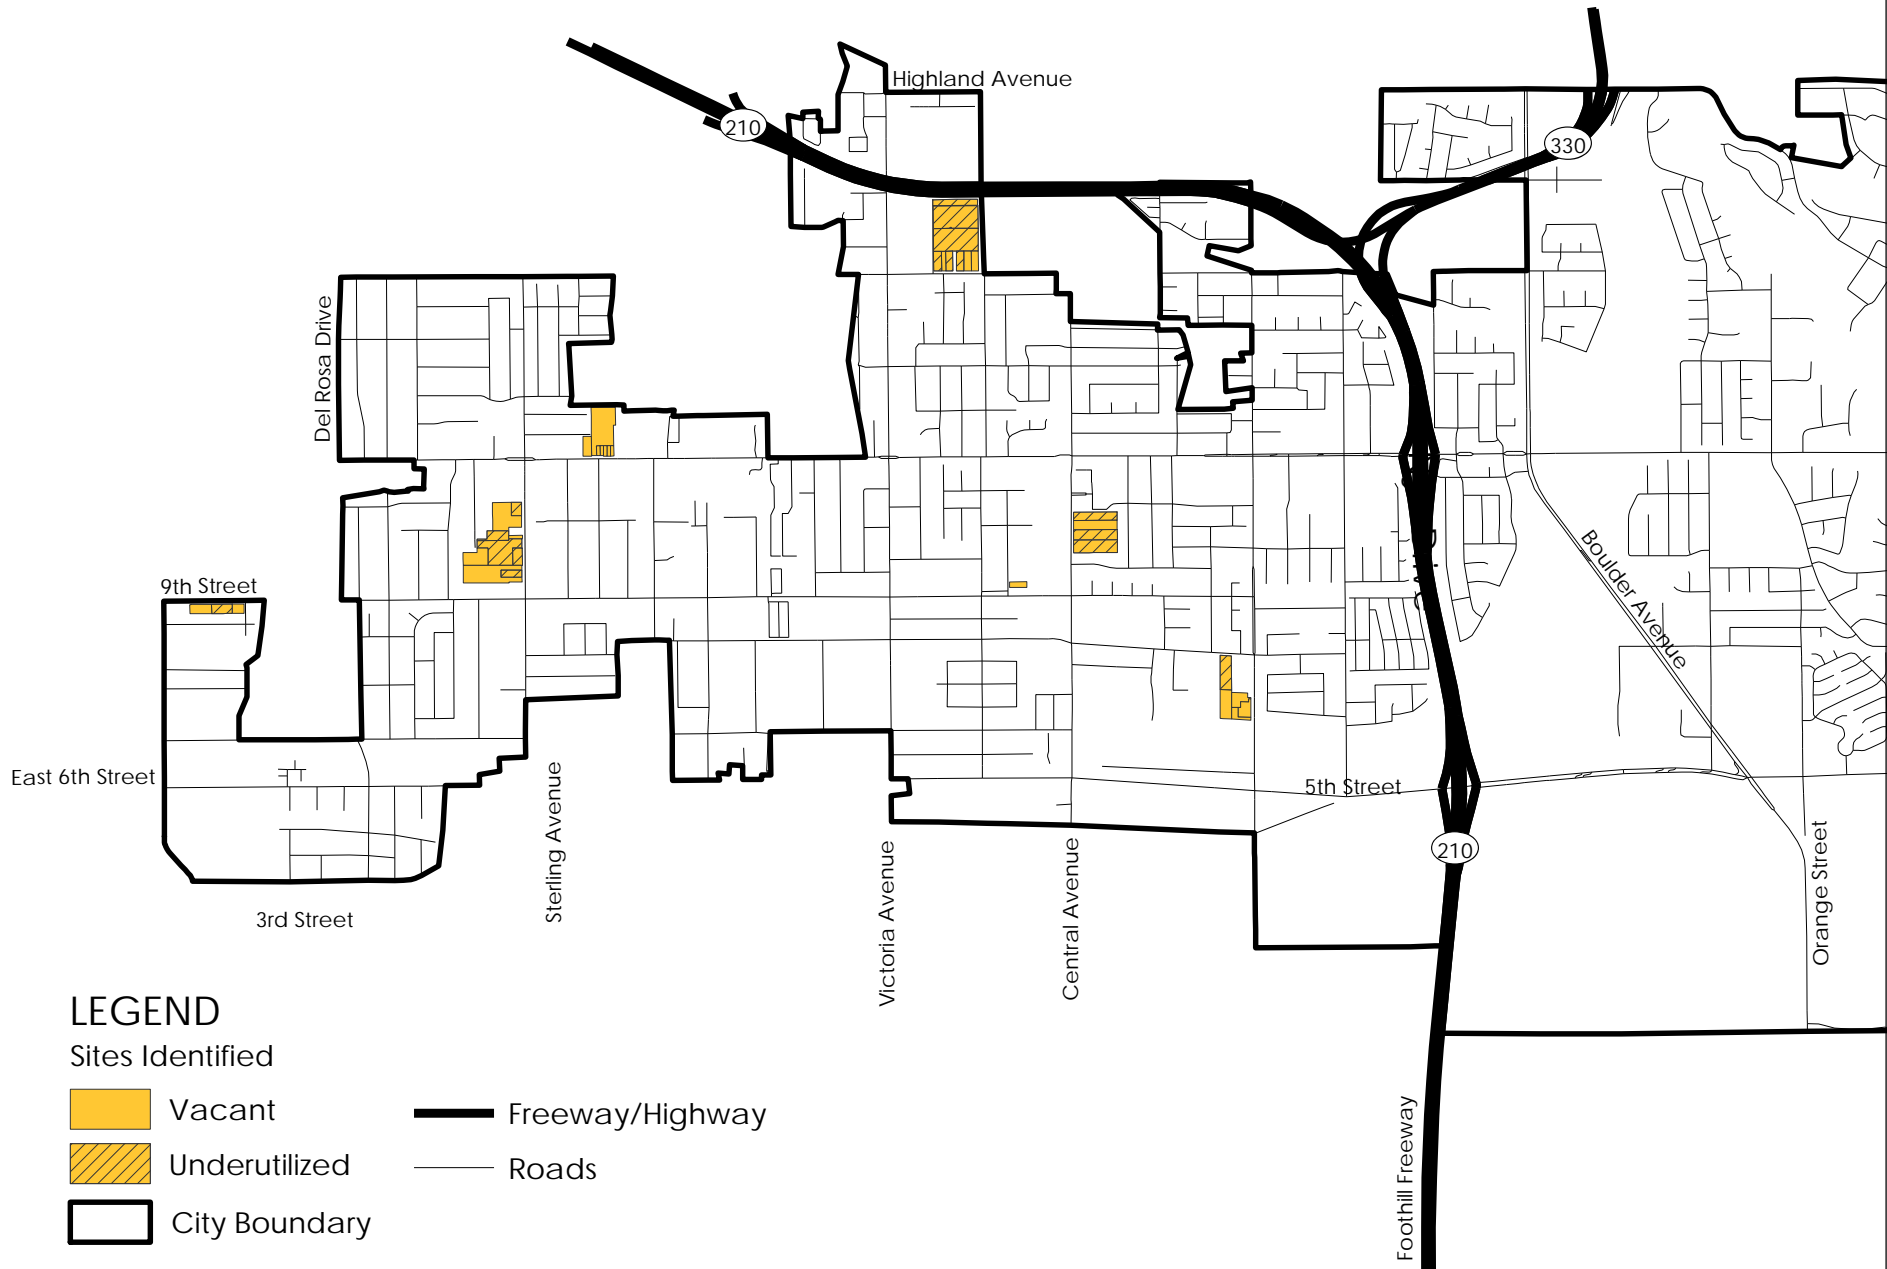 Highland Avenue
210
330
Del Rosa Drive
9th Street
Boulder Avenue
East 6th Street
5th Street
Sterling Avenue
Victoria Avenue
Central Avenue
210
Orange Street
3rd Street
LEGEND
Sites Identified
Vacant
Freeway/Highway
Underutilized
Roads
City Boundary
Foothill Freeway